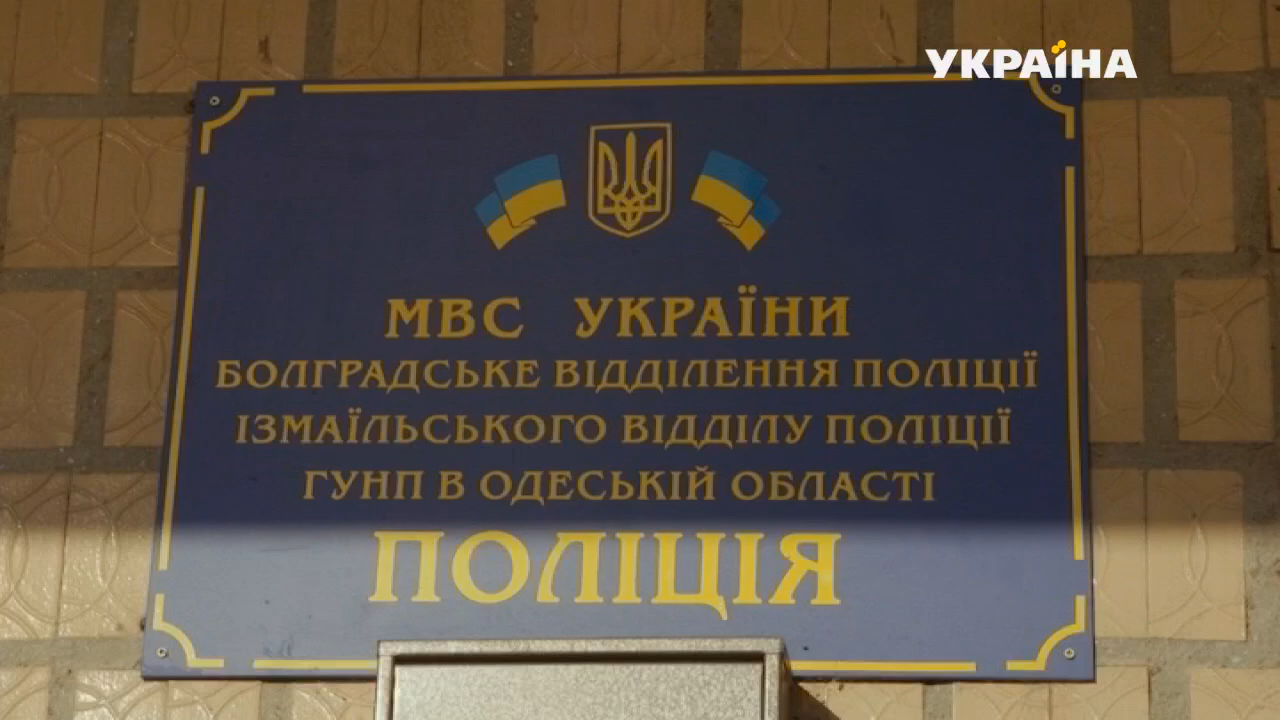 УКРАЇНА
МВС УКРАЇНИ
БОЛГРАДСЬКЕ ВІДДІЛЕННЯ ПОЛІЦІЇ
ІЗМАЇЛЬСЬКОГО ВІДДІЛУ ПОЛІЦІЇ
ГУНП В ОДЕСЬКІЙ ОБЛАСТІ
ПОЛІЦІЯ